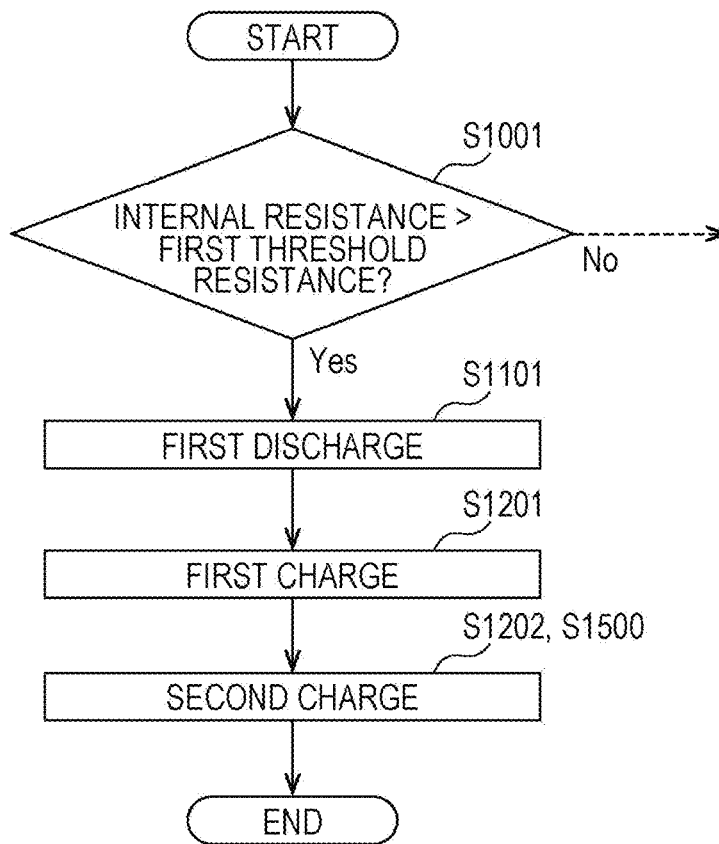 START
S1001
INTERNAL RESISTANCE >
FIRST THRESHOLD
RESISTANCE?
No
Yes
S1101
FIRST DISCHARGE
S1201
FIRST CHARGE
S1202, S1500
SECOND CHARGE
END